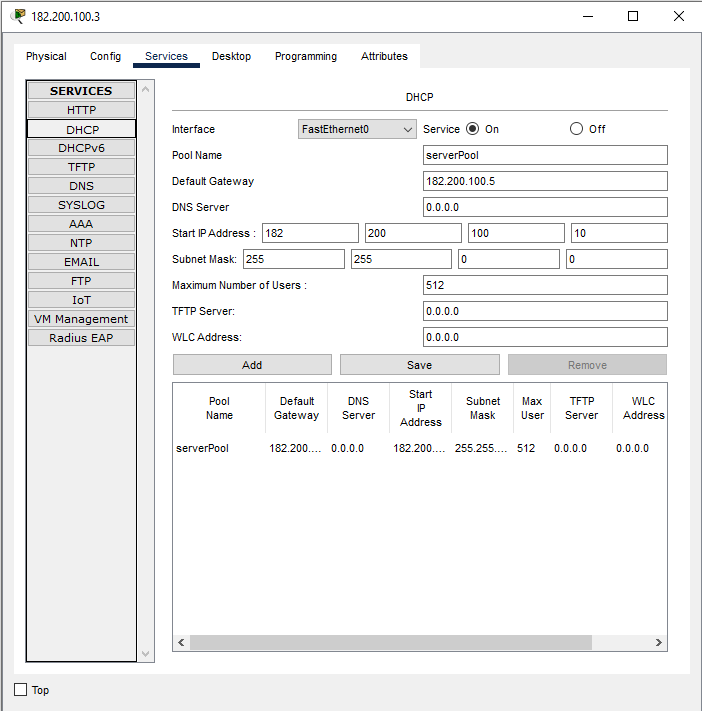 182.200.100.3
Physical Config Services Desktop Programming Attributes
SERVICES
HTTP
DHCP
DHCPv6
TFTP
DNS
SYSLOG
AAA
NTP
EMAIL
FTP
IoT
VM Management
Radius EAP
DHCP
Interface FastEthernet0 Service On Off
Pool Name serverPool
Default Gateway 182.200.100.5
DNS Server 0.0.0.0
Start IP Address : 182 200 100 10
Subnet Mask: 255 255 0 0
Maximum Number of Users : 512
TFTP Server: 0.0.0.0
WLC Address: 0.0.0.0
Add Save Remove
Pool Name Default Gateway DNS Server Start IP Address Subnet Mask Max User TFTP Server WLC Address
serverPool 182.200.... 0.0.0.0 182.200.... 255.255.... 512 0.0.0.0 0.0.0.0
Top